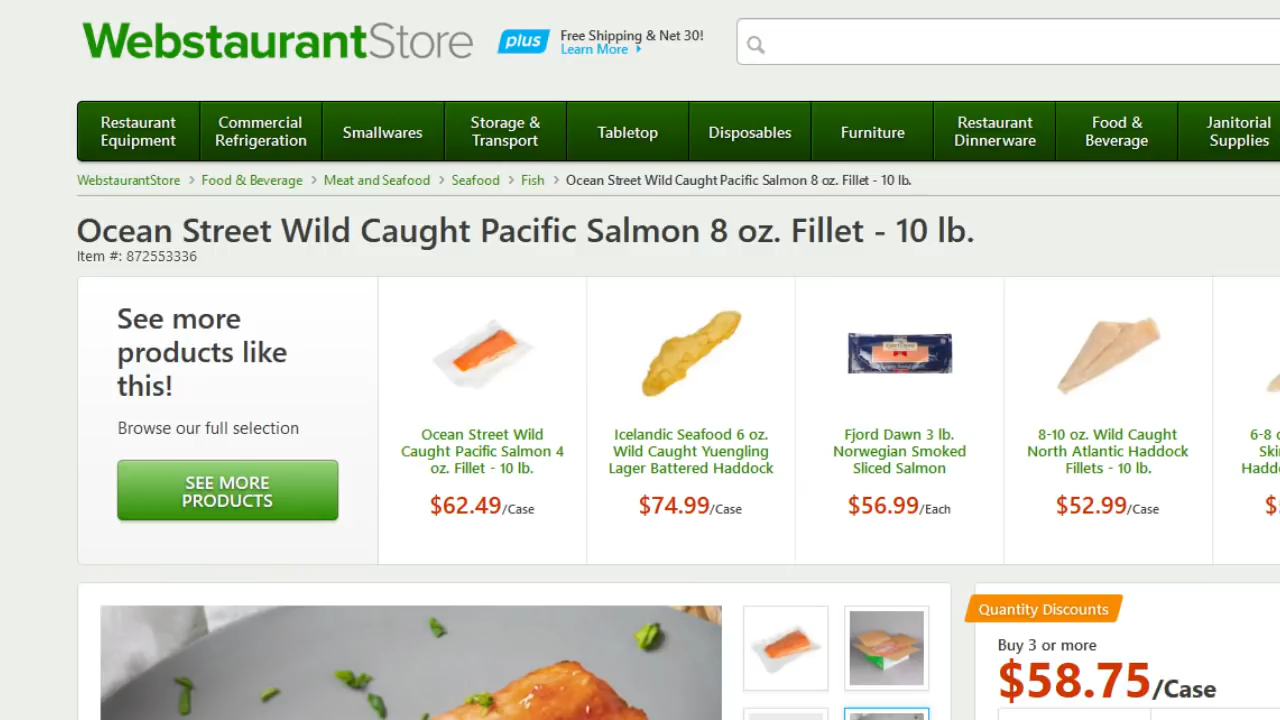 WebstaurantStore
plus
Free Shipping & Net 30!
Learn More
Restaurant
Equipment
Commercial
Refrigeration
Smallwares
Storage &
Transport
Tabletop
Disposables
Furniture
Restaurant
Dinnerware
Food &
Beverage
Janitorial
Supplies
WebstaurantStore > Food & Beverage > Meat and Seafood > Seafood > Fish > Ocean Street Wild Caught Pacific Salmon 8 oz. Fillet - 10 lb.
Ocean Street Wild Caught Pacific Salmon 8 oz. Fillet - 10 lb.
Item #: 872553336
See more
products like
this!
Browse our full selection
SEE MORE
PRODUCTS
Ocean Street Wild
Caught Pacific Salmon 4
oz. Fillet - 10 lb.
$62.49/Case
Icelandic Seafood 6 oz.
Wild Caught Yuengling
Lager Battered Haddock
$74.99/Case
Fjord Dawn 3 lb.
Norwegian Smoked
Sliced Salmon
$56.99/Each
8-10 oz. Wild Caught
North Atlantic Haddock
Fillets - 10 lb.
$52.99/Case
Quantity Discounts
Buy 3 or more
$58.75/Case